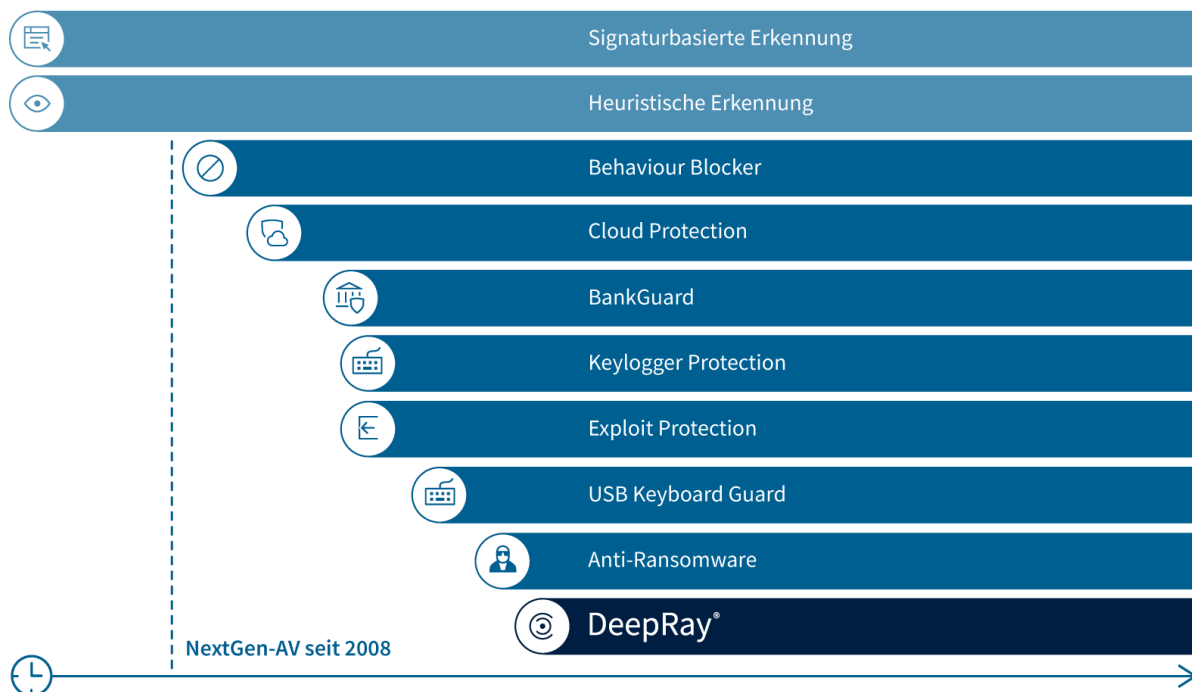 Signaturbasierte Erkennung
Heuristische Erkennung
Behaviour Blocker
Cloud Protection
BankGuard
Keylogger Protection
Exploit Protection
USB Keyboard Guard
Anti-Ransomware
DeepRay®
NextGen-AV seit 2008